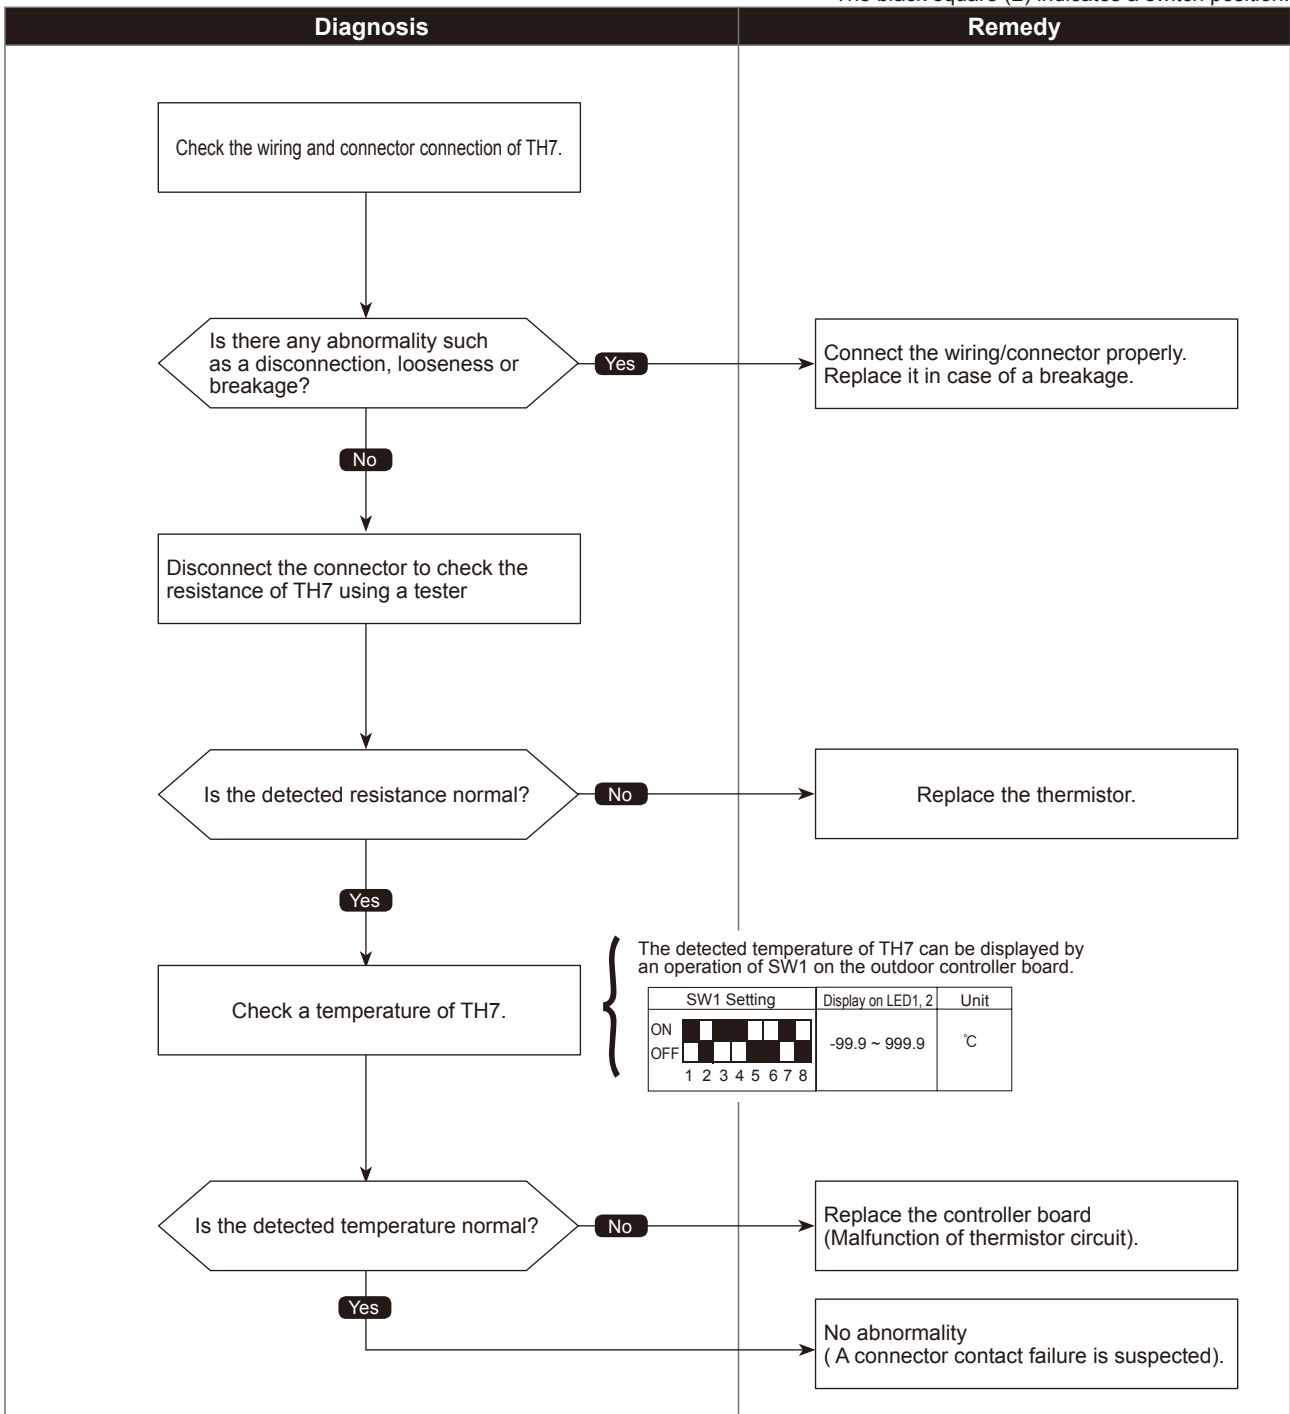 Diagnosis
Remedy
Check the wiring and connector connection of TH7.
Is there any abnormality such
as a disconnection, looseness or
breakage?
Yes
Connect the wiring/connector properly.
Replace it in case of a breakage.
No
Disconnect the connector to check the
resistance of TH7 using a tester
Is the detected resistance normal?
No
Replace the thermistor.
Yes
The detected temperature of TH7 can be displayed by
an operation of SW1 on the outdoor controller board.
Check a temperature of TH7.
SW1 Setting
Display on LED1, 2
Unit
ON
OFF
1 2 3 4 5 6 7 8
-99.9 ~ 999.9
℃
Is the detected temperature normal?
No
Replace the controller board
(Malfunction of thermistor circuit).
Yes
No abnormality
( A connector contact failure is suspected).